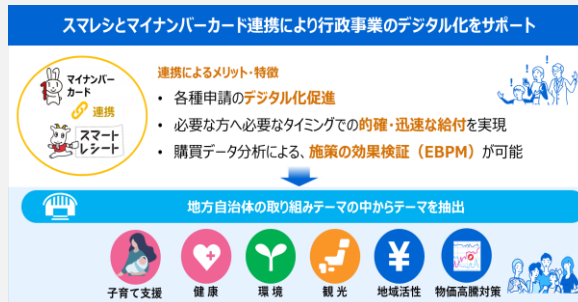 スマレシとマイナンバーカード連携により行政事業のデジタル化をサポート
マイナンバー
カード
連携
スマート
レシート
連携によるメリット・特徴
• 各種申請のデジタル化促進
• 必要な方へ必要なタイミングでの的確・迅速な給付を実現
• 購買データ分析による、施策の効果検証（EBPM）が可能
地方自治体の取り組みテーマの中からテーマを抽出
¥
子育て支援 健康 環境 観光 地域活性 物価高騰対策